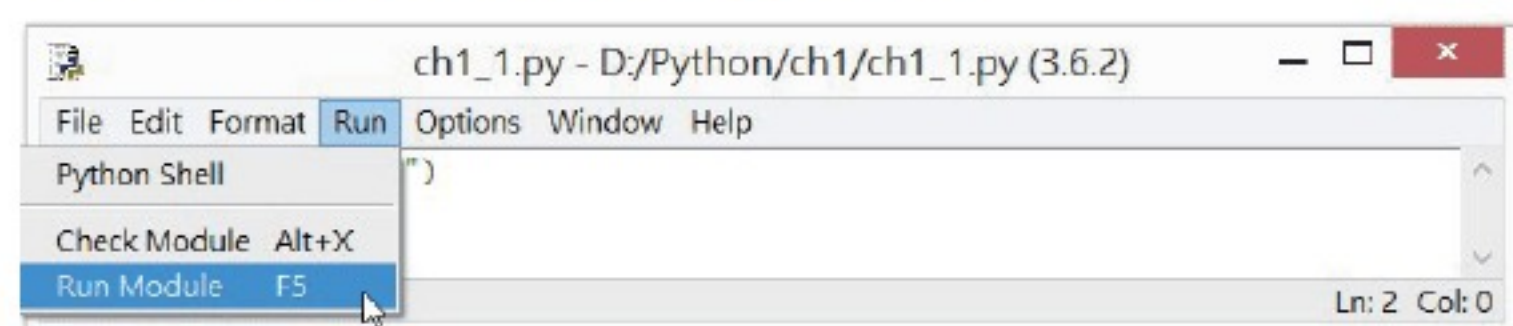 ch1_1.py - D:/Python/ch1/ch1_1.py (3.6.2)
File Edit Format Run Options Window Help
Python Shell
")
Check Module Alt+X
Run Module F5
Ln: 2 Col: 0